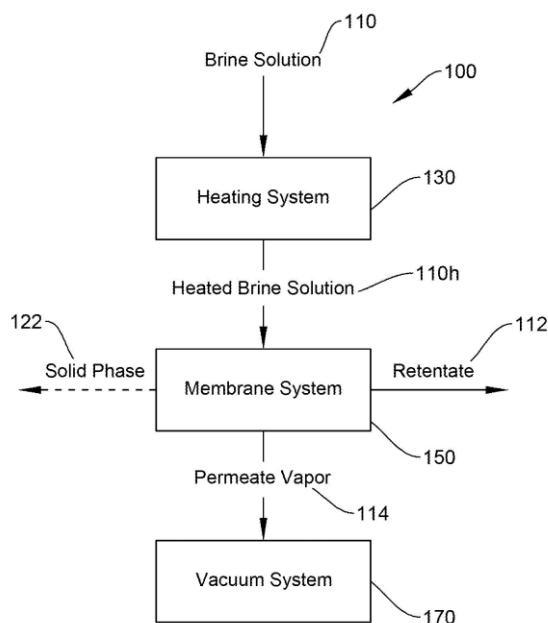 110
Brine Solution
100
Heating System
130
Heated Brine Solution
110h
122
112
Solid Phase
Membrane System
Retentate
150
Permeate Vapor
114
Vacuum System
170